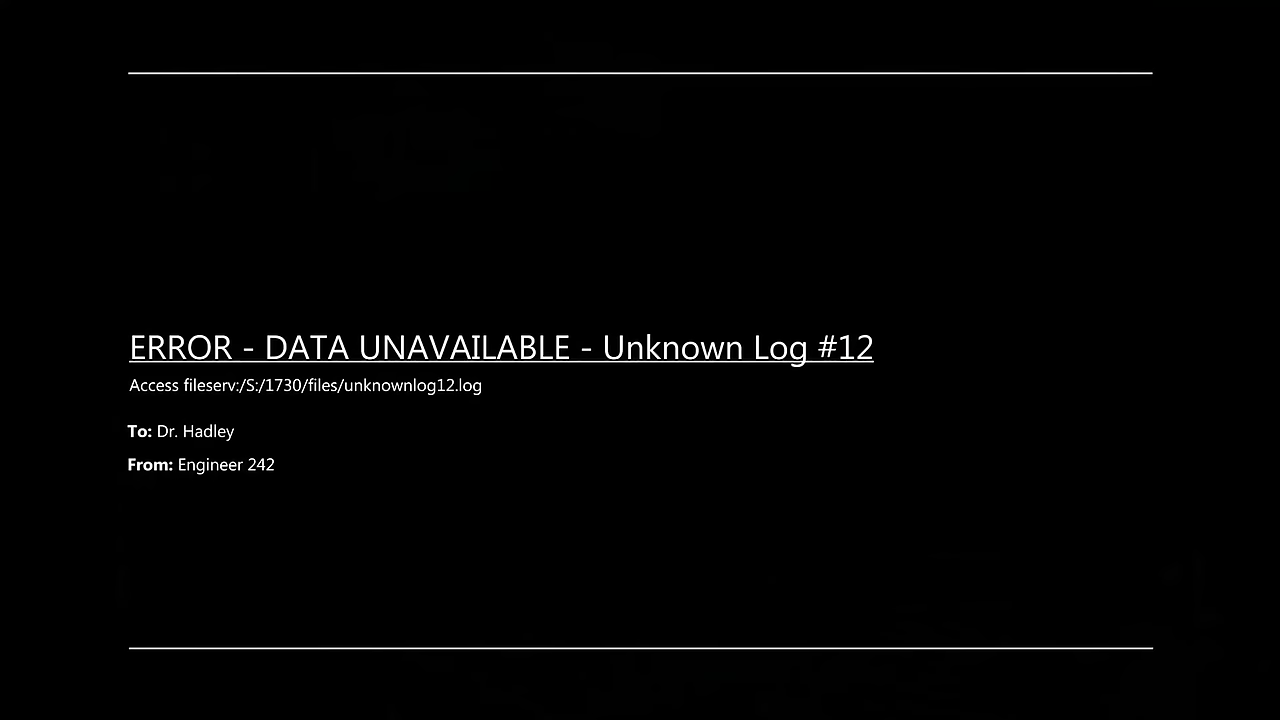 ERROR - DATA UNAVAILABLE - Unknown Log #12
Access fileserv:/S:/1730/files/unknownlog12.log
To: Dr. Hadley
From: Engineer 242